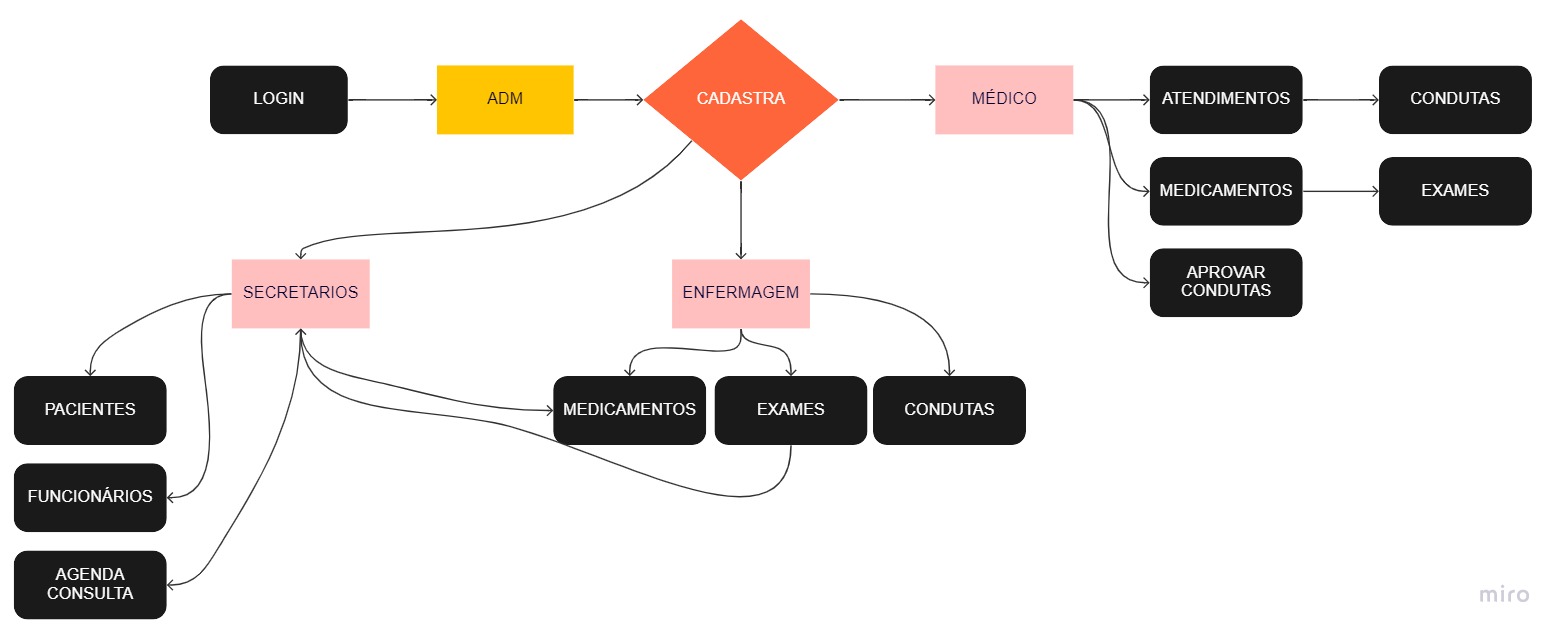 LOGIN
ADM
CADASTRA
MÉDICO
ATENDIMENTOS
CONDUTAS
MEDICAMENTOS
EXAMES
APROVAR
CONDUTAS
SECRETARIOS
ENFERMAGEM
PACIENTES
MEDICAMENTOS
EXAMES
CONDUTAS
FUNCIONÁRIOS
AGENDA
CONSULTA
miro